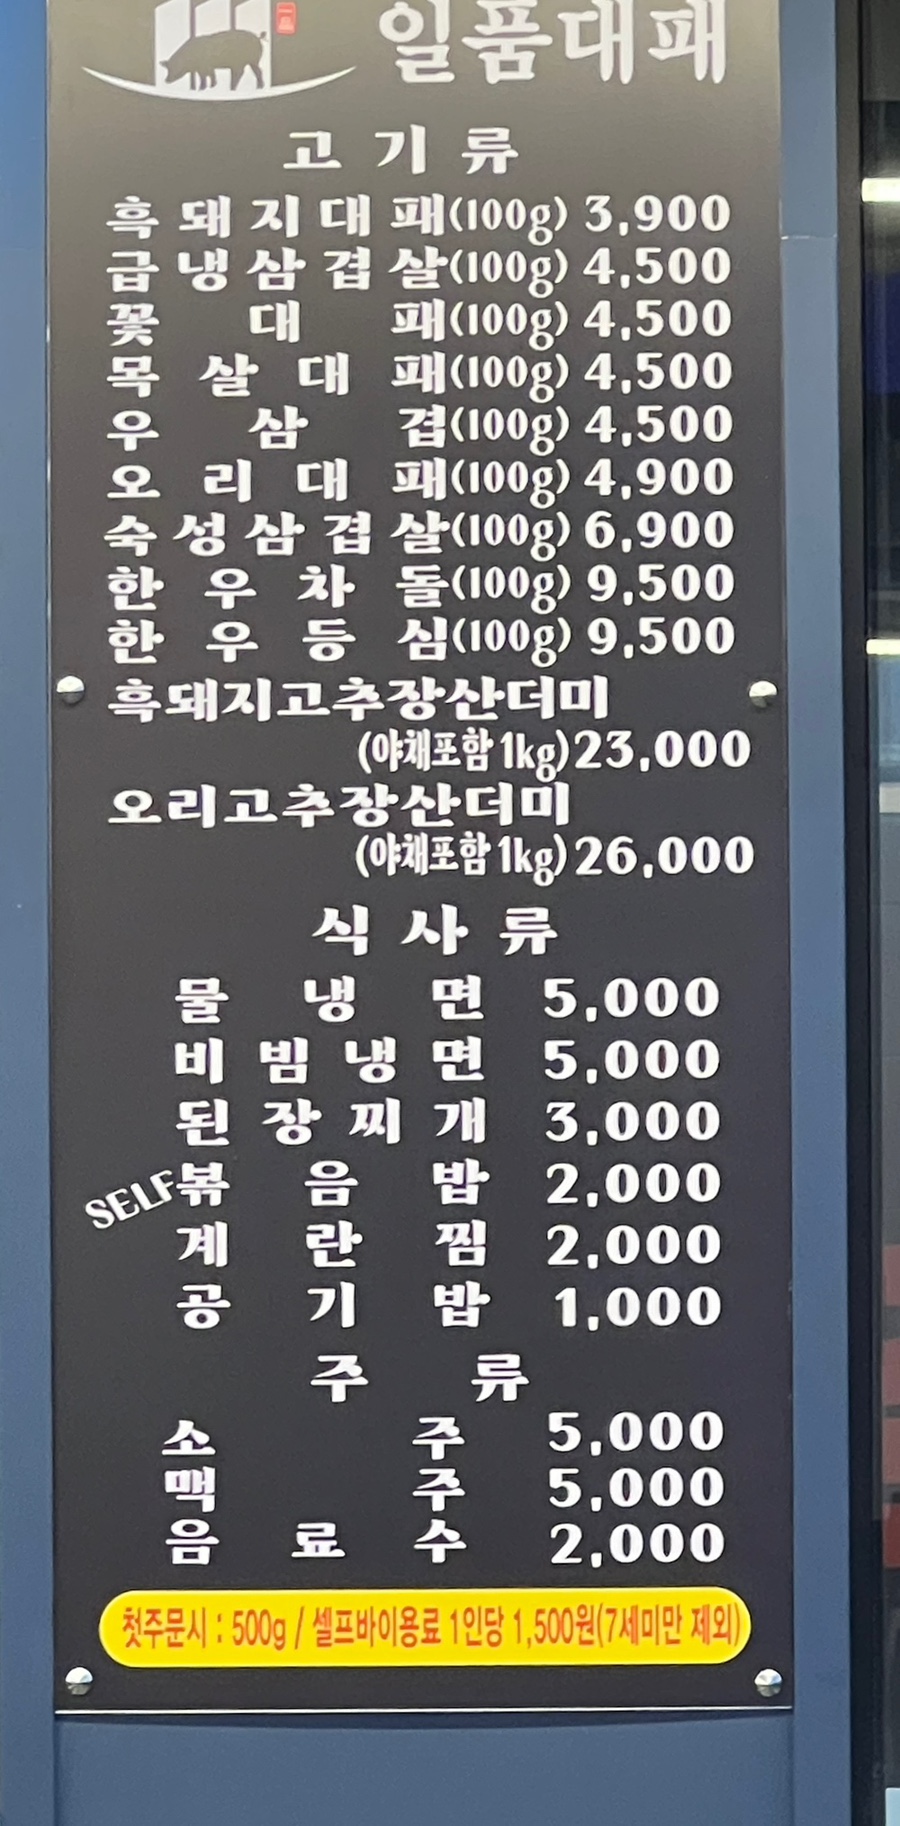 일품대패
고기류
흑돼지대패(100g) 3,900
급냉삼겹살(100g) 4,500
꽃대패(100g) 4,500
목살대패(100g) 4,500
우삼겹(100g) 4,500
오리대패(100g) 4,900
숙성삼겹살(100g) 6,900
한우차돌(100g) 9,500
한우등심(100g) 9,500
흑돼지고추장산더미
(야채포함 1kg) 23,000
오리고추장산더미
(야채포함 1kg) 26,000
식사류
물냉면 5,000
비빔냉면 5,000
된장찌개 3,000
SELF볶음밥 2,000
계란찜 2,000
공기밥 1,000
주류
소주 5,000
맥주 5,000
음료수 2,000
첫주문시 : 500g / 셀프바이용료 1인당 1,500원(7세미만 제외)